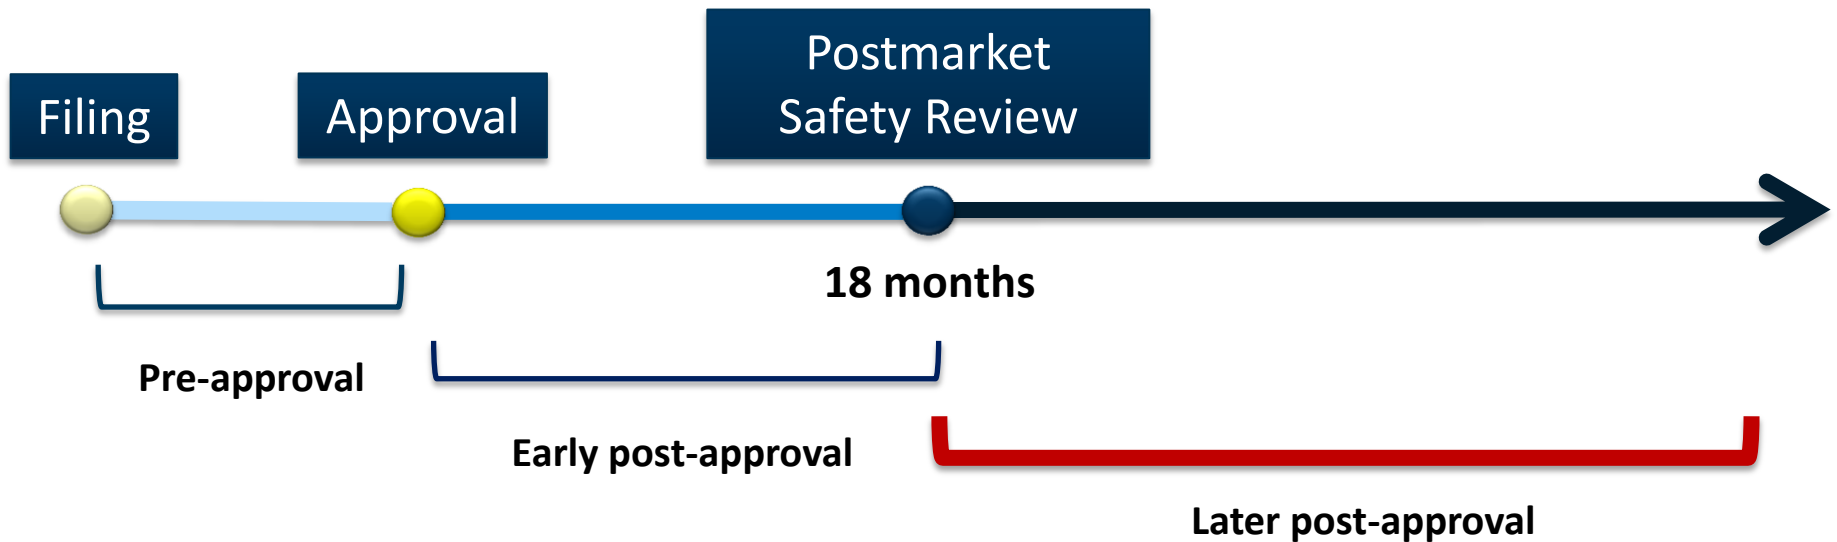 Filing
Approval
Postmarket
Safety Review
18 months
Pre-approval
Early post-approval
Later post-approval